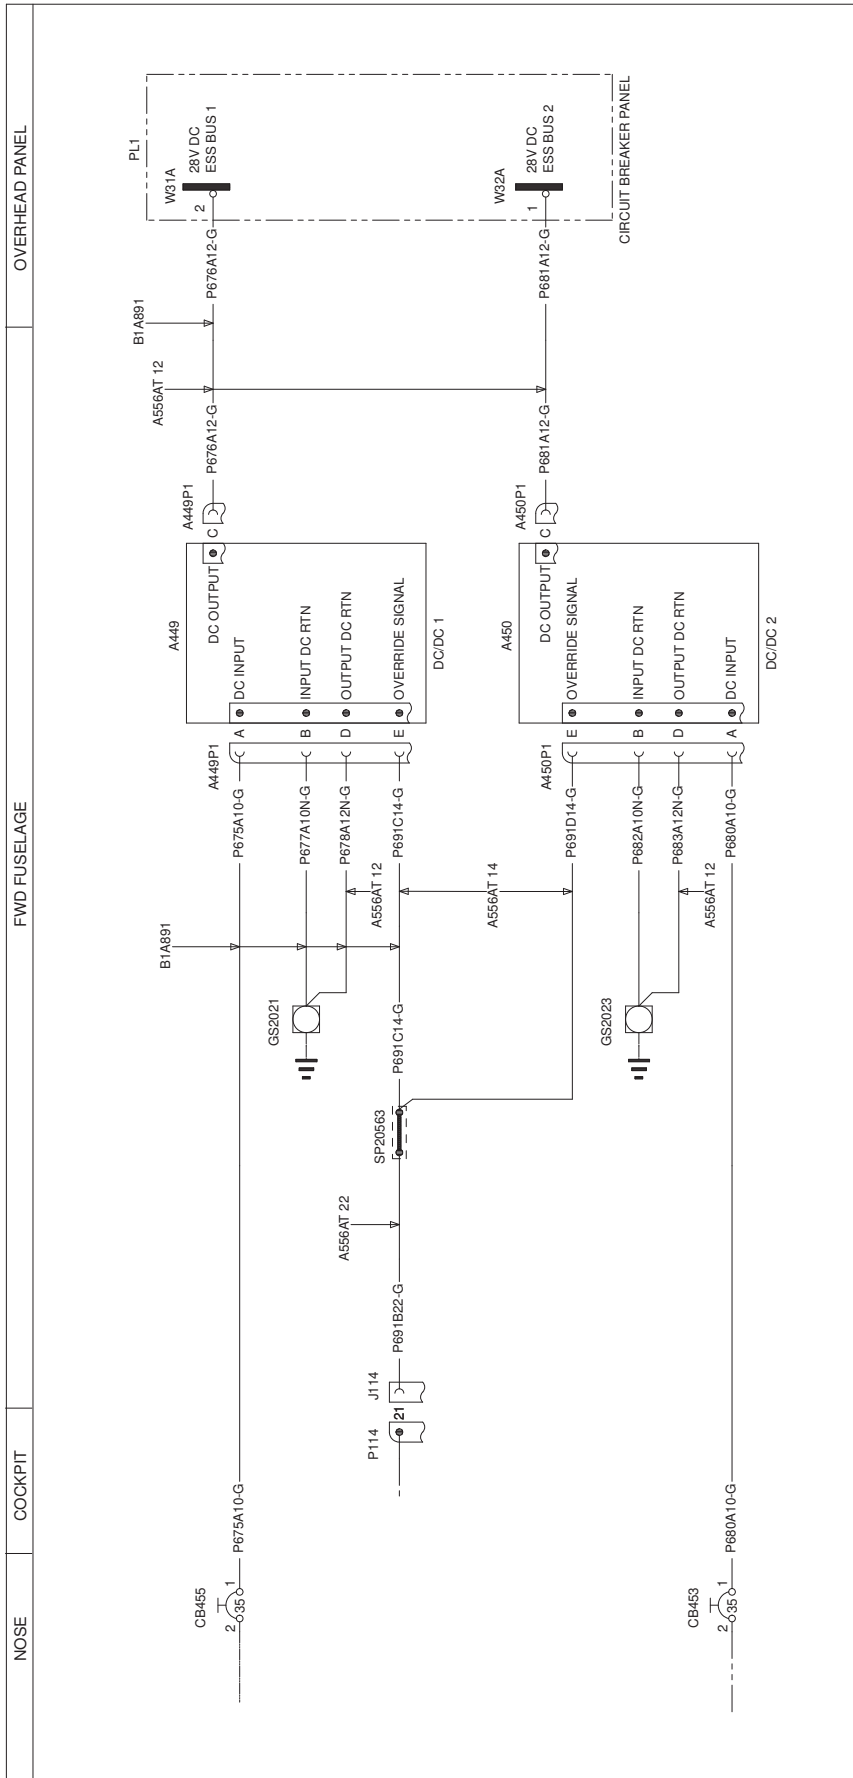 NOSE
COCKPIT
FWD FUSELAGE
OVERHEAD PANEL
CB455
2
35
1
P675A10-G
P675A10-G
B1A891
A449P1
A
DC INPUT
A449
A449P1
DC OUTPUT
C
P676A12-G
A556AT 12
B1A891
P676A12-G
PL1
W31A
2
28V DC
ESS BUS 1
GS2021
P677A10N-G
B
INPUT DC RTN
P678A12N-G
D
OUTPUT DC RTN
A556AT 12
P114
21
J114
P691B22-G
A556AT 22
SP20563
P691C14-G
P691C14-G
E
OVERRIDE SIGNAL
DC/DC 1
A556AT 14
A450P1
P691D14-G
E
OVERRIDE SIGNAL
A450
A450P1
DC OUTPUT
C
P681A12-G
P681A12-G
W32A
1
28V DC
ESS BUS 2
CIRCUIT BREAKER PANEL
GS2023
P682A10N-G
B
INPUT DC RTN
P683A12N-G
D
OUTPUT DC RTN
A556AT 12
CB453
2
35
1
P680A10-G
P680A10-G
A
DC INPUT
DC/DC 2